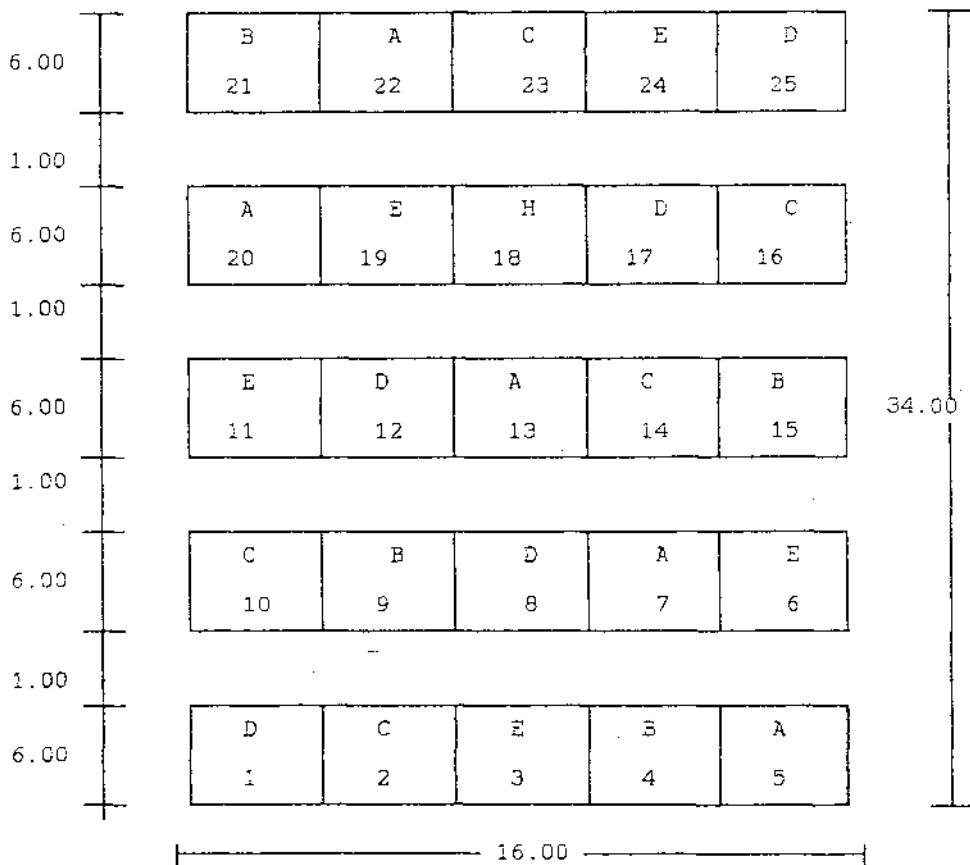 B A C E D
6.00
21 22 23 24 25
1.00
A E H D C
6.00
20 19 18 17 16
1.00
E D A C B
6.00 34.00
11 12 13 14 15
1.00
C B D A E
6.00
10 9 8 7 6
1.00
D C E B A
6.00
1 2 3 4 5
16.00